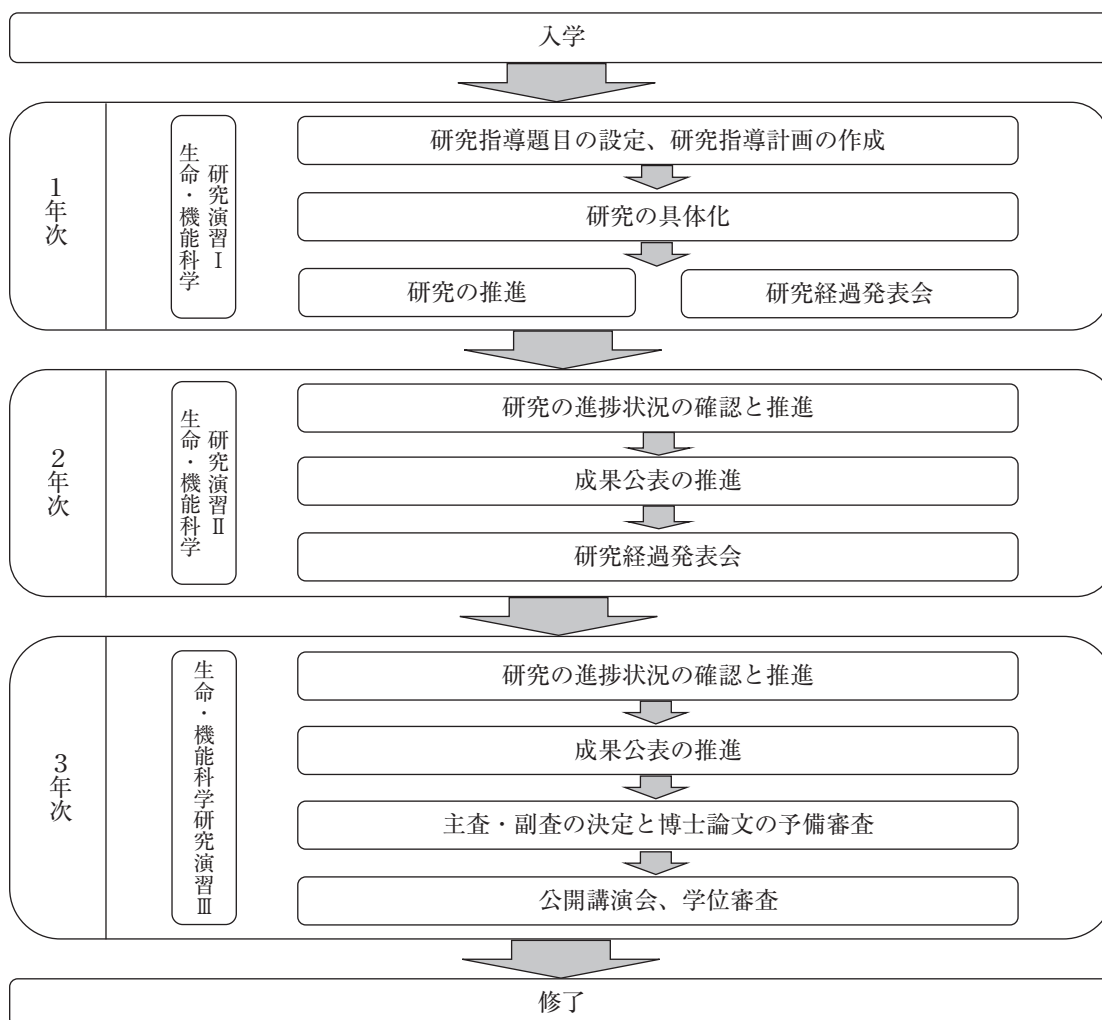 入学
1年次
生命・機能科学
研究演習Ⅰ
研究指導題目の設定、研究指導計画の作成
研究の具体化
研究の推進
研究経過発表会
2年次
生命・機能科学
研究演習Ⅱ
研究の進捗状況の確認と推進
成果公表の推進
研究経過発表会
3年次
生命・機能科学研究演習Ⅲ
研究の進捗状況の確認と推進
成果公表の推進
主査・副査の決定と博士論文の予備審査
公開講演会、学位審査
修了